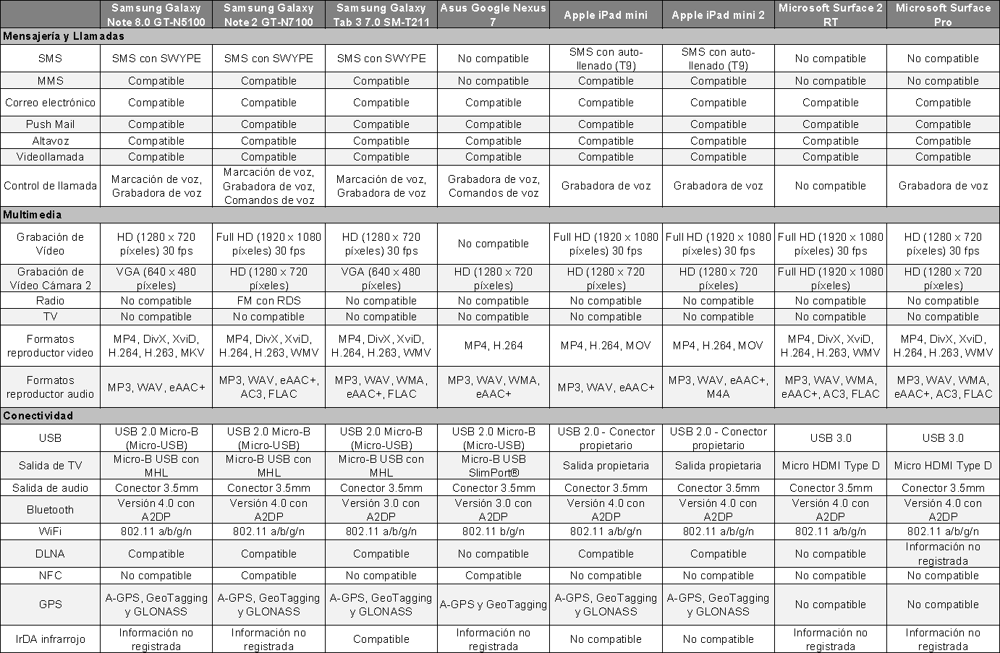 Samsung Galaxy Note 8.0 GT-N5100 Samsung Galaxy Note 2 GT-N7100 Samsung Galaxy Tab 3 7.0 SM-T211 Asus Google Nexus 7 Apple iPad mini Apple iPad mini 2 Microsoft Surface 2 RT Microsoft Surface Pro
Mensajería y Llamadas
SMS SMS con SWYPE SMS con SWYPE SMS con SWYPE No compatible SMS con auto-llenado (T9) SMS con auto-llenado (T9) No compatible No compatible
MMS Compatible Compatible Compatible No compatible Compatible Compatible No compatible No compatible
Correo electrónico Compatible Compatible Compatible Compatible Compatible Compatible Compatible Compatible
Push Mail Compatible Compatible Compatible Compatible Compatible Compatible Compatible Compatible
Altavoz Compatible Compatible Compatible Compatible Compatible Compatible Compatible Compatible
Videollamada Compatible Compatible Compatible Compatible Compatible Compatible Compatible Compatible
Control de llamada Marcación de voz, Grabadora de voz Marcación de voz, Grabadora de voz, Comandos de voz Marcación de voz, Grabadora de voz Grabadora de voz, Comandos de voz Grabadora de voz Grabadora de voz No compatible Grabadora de voz
Multimedia
Grabación de Vídeo HD (1280 x 720 píxeles) 30 fps Full HD (1920 x 1080 píxeles) 30 fps HD (1280 x 720 píxeles) 30 fps No compatible Full HD (1920 x 1080 píxeles) 30 fps Full HD (1920 x 1080 píxeles) 30 fps Full HD (1920 x 1080 píxeles) 30 fps HD (1280 x 720 píxeles) 30 fps
Grabación de Vídeo Cámara 2 VGA (640 x 480 píxeles) HD (1280 x 720 píxeles) VGA (640 x 480 píxeles) HD (1280 x 720 píxeles) HD (1280 x 720 píxeles) HD (1280 x 720 píxeles) Full HD (1920 x 1080 píxeles) HD (1280 x 720 píxeles)
Radio No compatible FM con RDS No compatible No compatible No compatible No compatible No compatible No compatible
TV No compatible No compatible No compatible No compatible No compatible No compatible No compatible No compatible
Formatos reproductor video MP4, DivX, XviD, H.264, H.263, MKV MP4, DivX, XviD, H.264, H.263, WMV MP4, DivX, XviD, H.264, H.263, WMV MP4, H.264 MP4, H.264, MOV MP4, H.264, MOV MP4, DivX, XviD, H.264, H.263, WMV MP4, DivX, XviD, H.264, H.263, WMV
Formatos reproductor audio MP3, WAV, eAAC+ MP3, WAV, eAAC+, AC3, FLAC MP3, WAV, WMA, eAAC+, FLAC MP3, WAV, WMA, eAAC+ MP3, WAV, eAAC+ MP3, WAV, eAAC+, M4A MP3, WAV, WMA, eAAC+, AC3, FLAC MP3, WAV, WMA, eAAC+, AC3, FLAC
Conectividad
USB USB 2.0 Micro-B (Micro-USB) USB 2.0 Micro-B (Micro-USB) USB 2.0 Micro-B (Micro-USB) USB 2.0 Micro-B (Micro-USB) USB 2.0 - Conector propietario USB 2.0 - Conector propietario USB 3.0 USB 3.0
Salida de TV Micro-B USB con MHL Micro-B USB con MHL Micro-B USB con MHL Micro-B USB SlimPort® Salida propietaria Salida propietaria Micro HDMI Type D Micro HDMI Type D
Salida de audio Conector 3.5mm Conector 3.5mm Conector 3.5mm Conector 3.5mm Conector 3.5mm Conector 3.5mm Conector 3.5mm Conector 3.5mm
Bluetooth Versión 4.0 con A2DP Versión 4.0 con A2DP Versión 3.0 con A2DP Versión 3.0 con A2DP Versión 4.0 con A2DP Versión 4.0 con A2DP Versión 4.0 con A2DP Versión 4.0 con A2DP
WiFi 802.11 a/b/g/n 802.11 a/b/g/n 802.11 a/b/g/n 802.11 b/g/n 802.11 a/b/g/n 802.11 a/b/g/n 802.11 a/b/g/n 802.11 a/b/g/n
DLNA Compatible Compatible Compatible No compatible Compatible Compatible No compatible Información no registrada
NFC No compatible Compatible No compatible Compatible No compatible No compatible No compatible No compatible
GPS A-GPS, GeoTagging y GLONASS A-GPS, GeoTagging y GLONASS A-GPS, GeoTagging y GLONASS A-GPS y GeoTagging A-GPS, GeoTagging y GLONASS A-GPS, GeoTagging y GLONASS No compatible No compatible
IrDA infrarrojo Información no registrada Información no registrada Compatible Información no registrada No compatible No compatible Información no registrada Información no registrada